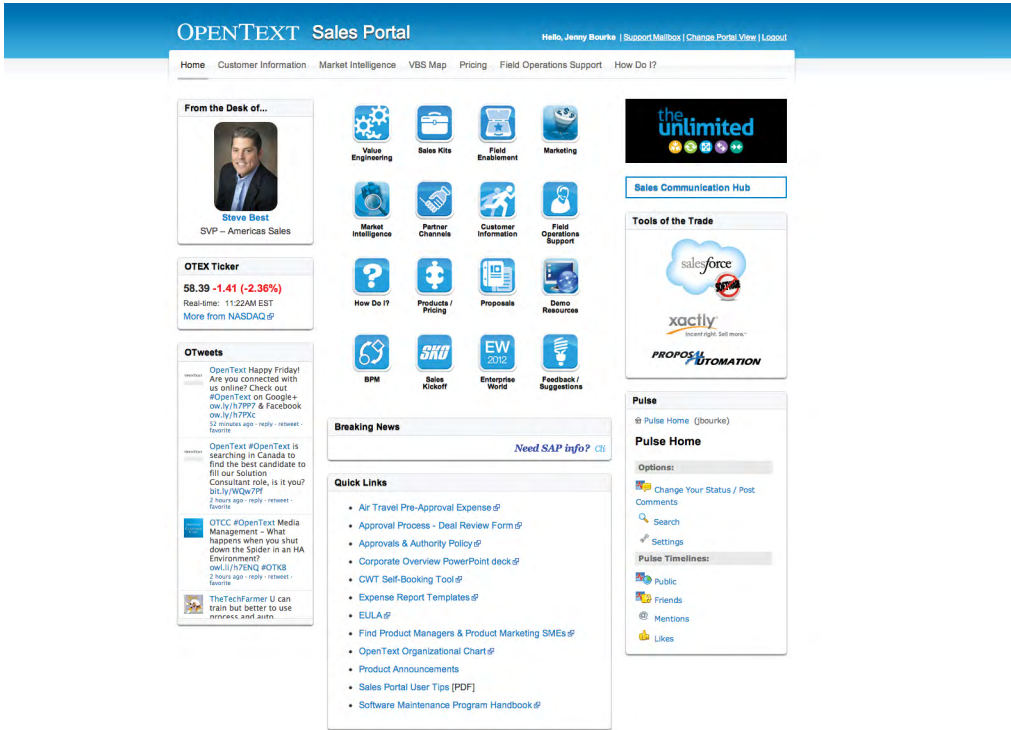 OPENTEXT Sales Portal
Hello, Jenny Bourke | Support Mailbox | Change Portal View | Logout
Home Customer Information Market Intelligence VBS Map Pricing Field Operations Support How Do I?
From the Desk of...
Steve Best
SVP – Americas Sales
OTEX Ticker
58.39 -1.41 (-2.36%)
Real-time: 11:22AM EST
More from NASDAQ
OTweets
OpenText Happy Friday!
Are you connected with
us online? Check out
#OpenText on Google+
ow.ly/h7PP7 & Facebook
ow.ly/h7PXc
52 minutes ago - reply - retweet -
favorite
OpenText #OpenText is
searching in Canada to
find the best candidate to
fill our Solution
Consultant role, is it you?
bit.ly/WQw7Pf
2 hours ago - reply - retweet -
favorite
OTCC #OpenText Media
Management – What
happens when you shut
down the Spider in an HA
Environment?
owl.li/h7ENQ #OTKB
2 hours ago - reply - retweet -
favorite
TheTechFarmer U can
train but better to use
process and auto
Value
Engineering
Sales Kits
Field
Enablement
Marketing
Market
Intelligence
Partner
Channels
Customer
Information
Field
Operations
Support
How Do I?
Products /
Pricing
Proposals
Demo
Resources
BPM
SKO
Sales
Kickoff
EW
2012
Enterprise
World
Feedback /
Suggestions
Breaking News
Need SAP info? Cli
Quick Links
Air Travel Pre-Approval Expense
Approval Process - Deal Review Form
Approvals & Authority Policy
Corporate Overview PowerPoint deck
CWT Self-Booking Tool
Expense Report Templates
EULA
Find Product Managers & Product Marketing SMEs
OpenText Organizational Chart
Product Announcements
Sales Portal User Tips [PDF]
Software Maintenance Program Handbook
the
unlimited
Sales Communication Hub
Tools of the Trade
salesforce
SOFTWARE
xactly
incent right. Sell more.™
PROPOSAL AUTOMATION
Pulse
Pulse Home (jbourke)
Pulse Home
Options:
Change Your Status / Post
Comments
Search
Settings
Pulse Timelines:
Public
Friends
Mentions
Likes